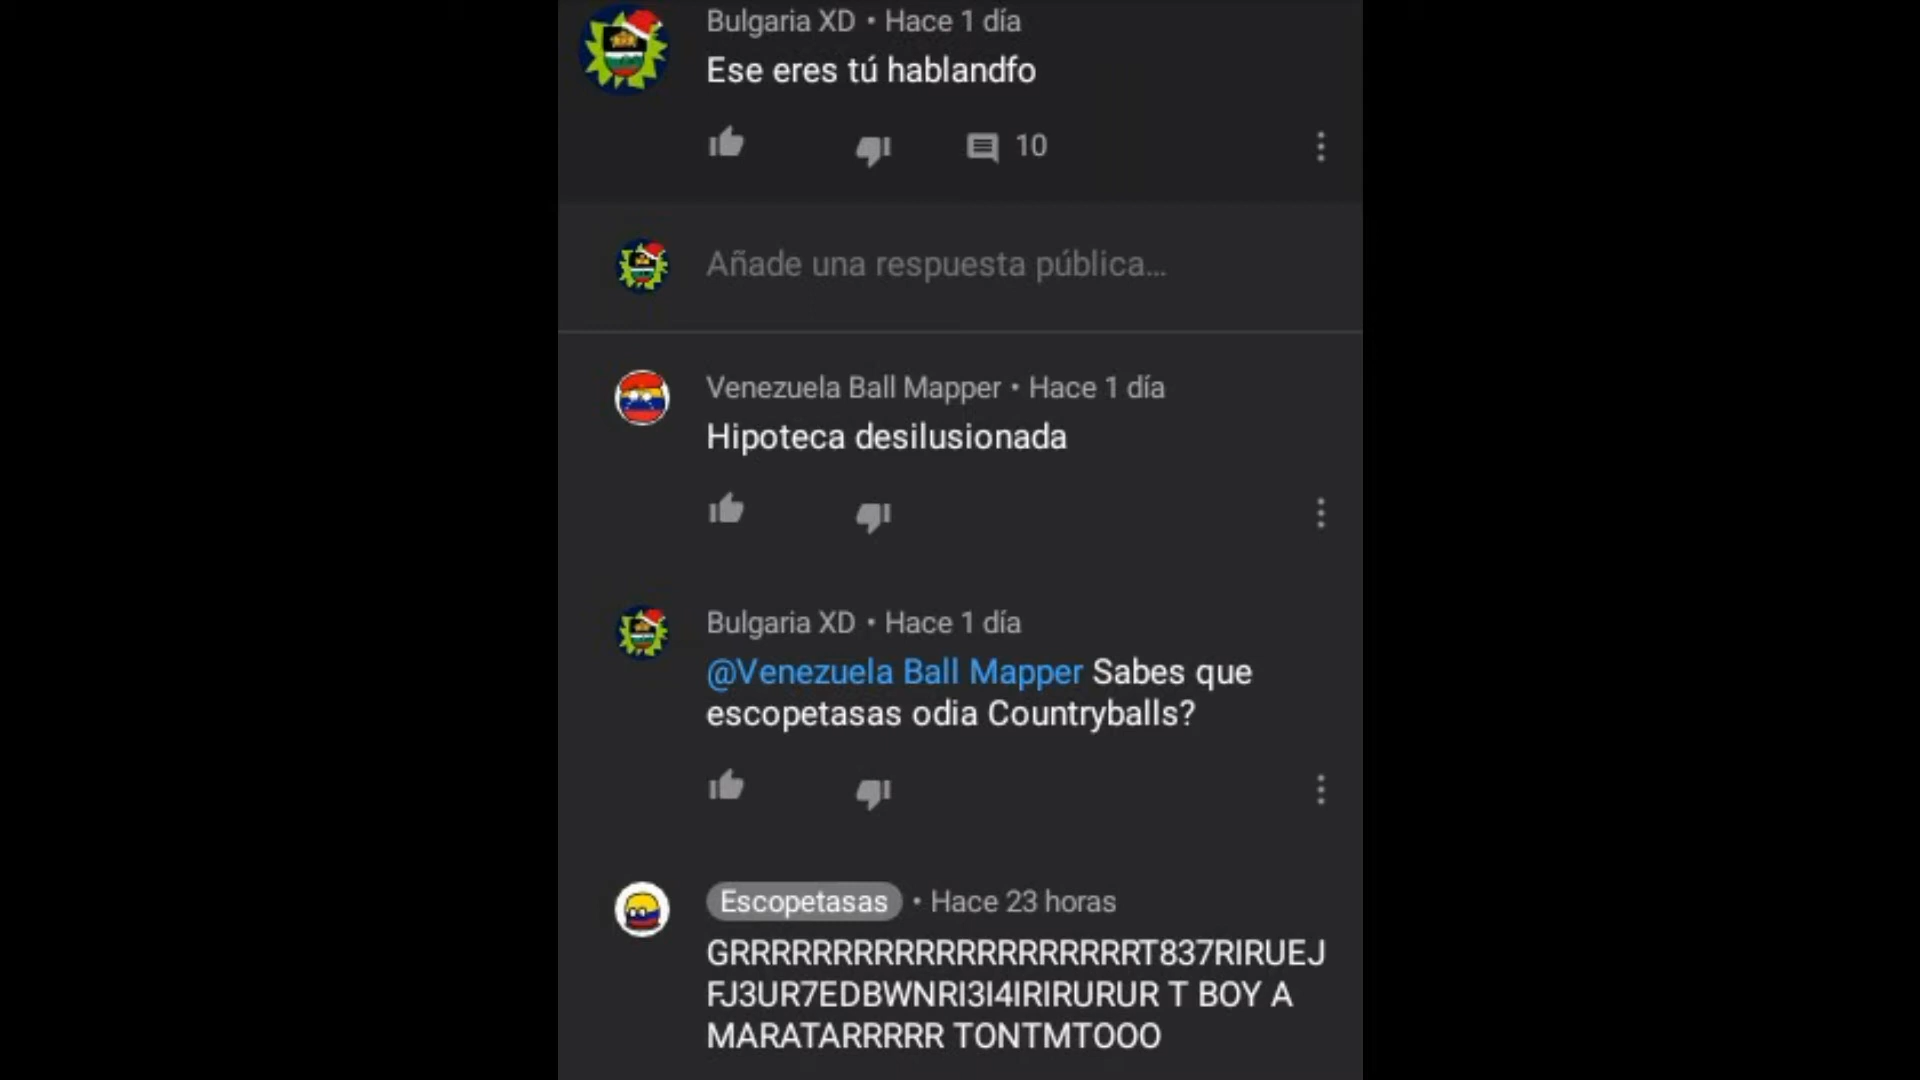 Bulgaria XD • Hace 1 día
Ese eres tú hablandfo
10
Añade una respuesta pública...
Venezuela Ball Mapper • Hace 1 día
Hipoteca desilusionada
Bulgaria XD • Hace 1 día
@Venezuela Ball Mapper Sabes que
escopetasas odia Countryballs?
Escopetasas • Hace 23 horas
GRRRRRRRRRRRRRRRRRRRRT837RIRUEJ
FJ3UR7EDBWNRI3I4IRIRURUR T BOY A
MARATARRRRR TONTMTOOO